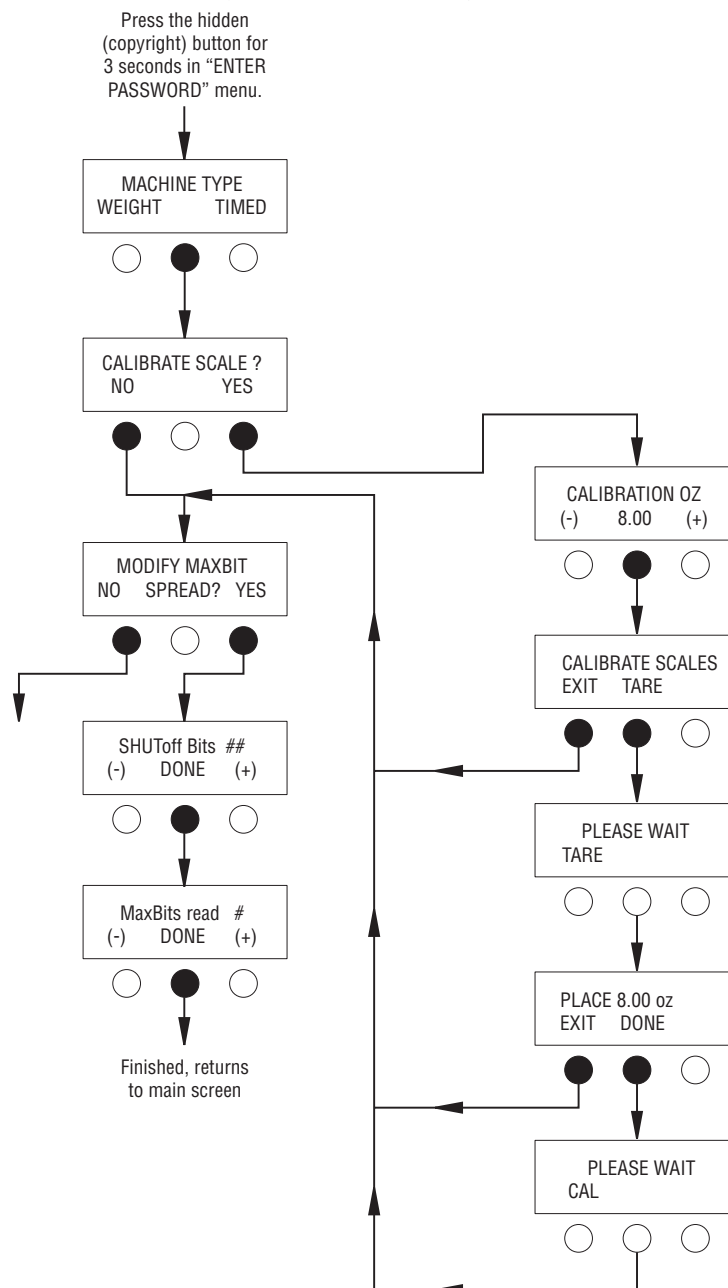 Press the hidden
(copyright) button for
3 seconds in “ENTER
PASSWORD” menu.
MACHINE TYPE
WEIGHT TIMED
CALIBRATE SCALE ?
NO YES
MODIFY MAXBIT
NO SPREAD? YES
SHUToff Bits ##
(-) DONE (+)
MaxBits read #
(-) DONE (+)
Finished, returns
to main screen
CALIBRATION OZ
(-) 8.00 (+)
CALIBRATE SCALES
EXIT TARE
PLEASE WAIT
TARE
PLACE 8.00 oz
EXIT DONE
PLEASE WAIT
CAL